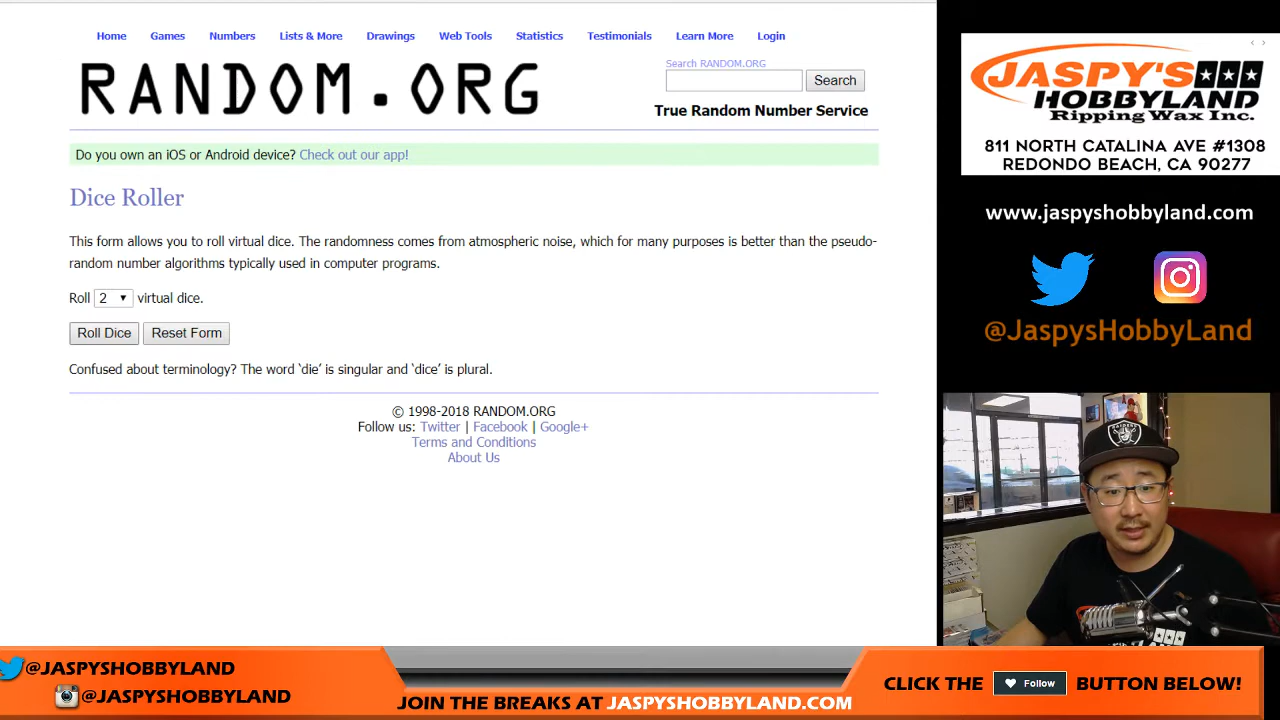 Home Games Numbers Lists & More Drawings Web Tools Statistics Testimonials Learn More Login
RANDOM.ORG
Search RANDOM.ORG
Search
True Random Number Service
Do you own an iOS or Android device? Check out our app!
Dice Roller
This form allows you to roll virtual dice. The randomness comes from atmospheric noise, which for many purposes is better than the pseudo-
random number algorithms typically used in computer programs.
Roll 2 virtual dice.
Roll Dice Reset Form
Confused about terminology? The word ‘die’ is singular and ‘dice’ is plural.
© 1998-2018 RANDOM.ORG
Follow us: Twitter | Facebook | Google+
Terms and Conditions
About Us
JASPY'S
HOBBYLAND
Ripping Wax Inc.
811 NORTH CATALINA AVE #1308
REDONDO BEACH, CA 90277
www.jaspyshobbyland.com
@JaspysHobbyLand
RAIDERS
@JASPYSHOBBYLAND
@JASPYSHOBBYLAND
JOIN THE BREAKS AT JASPYSHOBBYLAND.COM
CLICK THE Follow BUTTON BELOW!